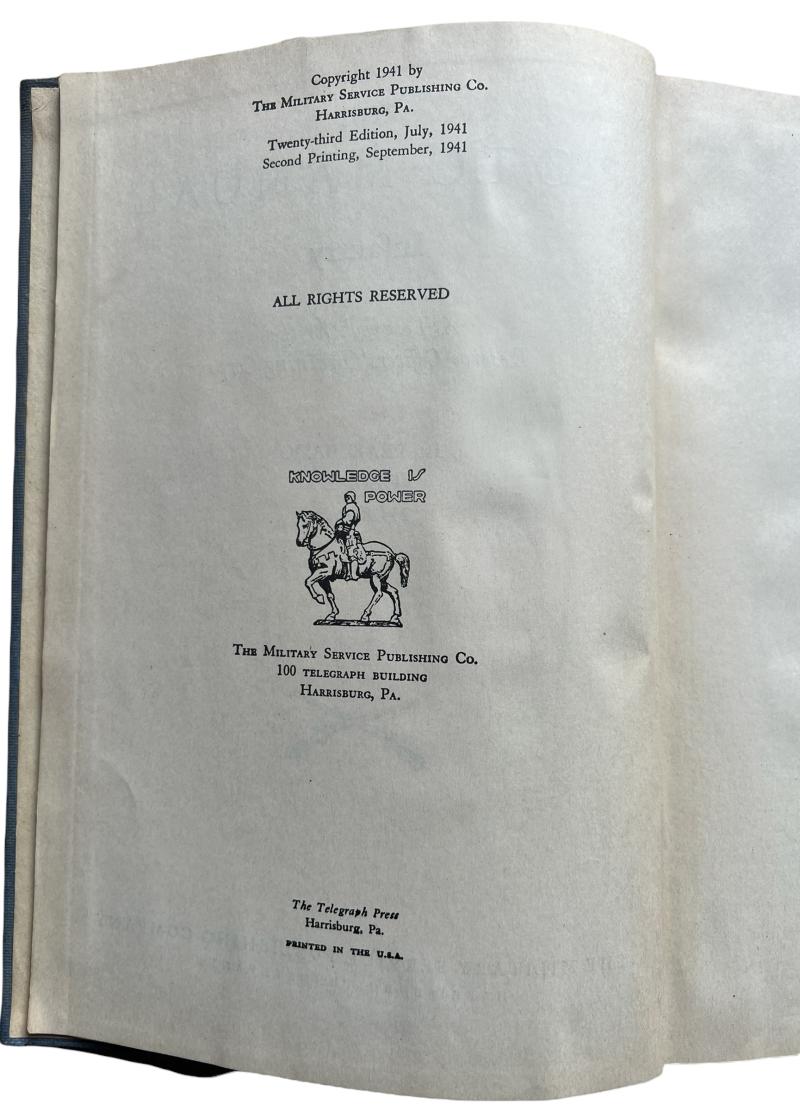 Copyright 1941 by
THE MILITARY SERVICE PUBLISHING CO.
HARRISBURG, PA.
Twenty-third Edition, July, 1941
Second Printing, September, 1941
ALL RIGHTS RESERVED
KNOWLEDGE IS
POWER
THE MILITARY SERVICE PUBLISHING CO.
100 TELEGRAPH BUILDING
HARRISBURG, PA.
The Telegraph Press
Harrisburg, Pa.
PRINTED IN THE U.S.A.